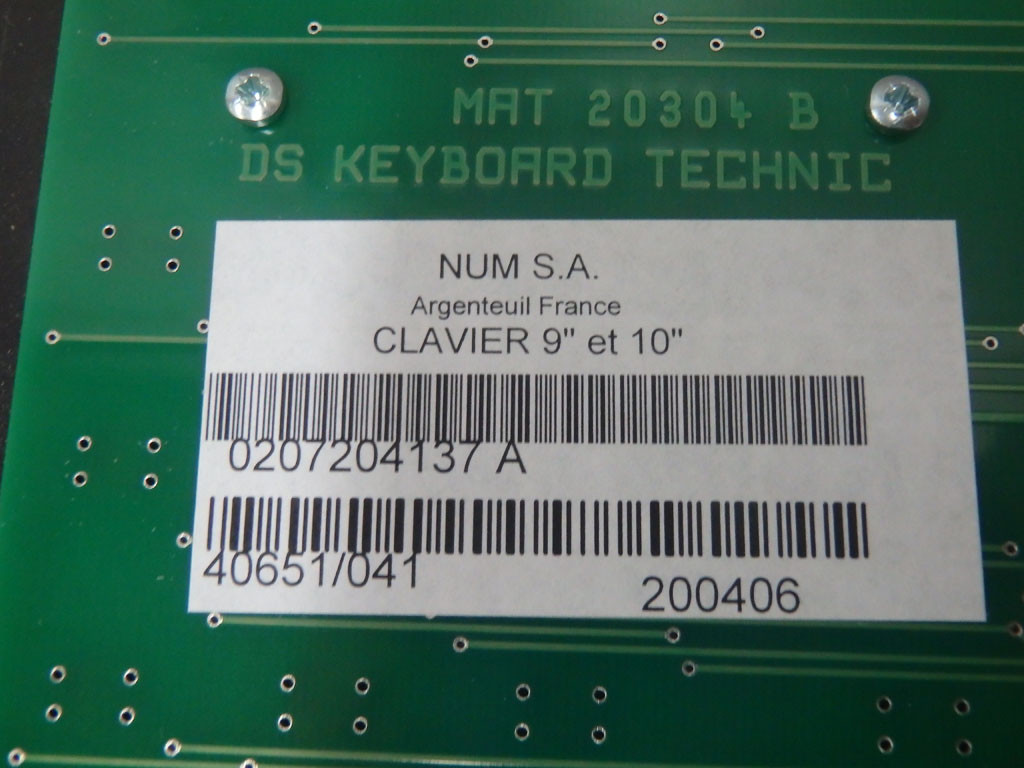 MAT 20304 B
DS KEYBOARD TECHNIC
NUM S.A.
Argenteuil France
CLAVIER 9" et 10"
0207204137 A
40651/041
200406